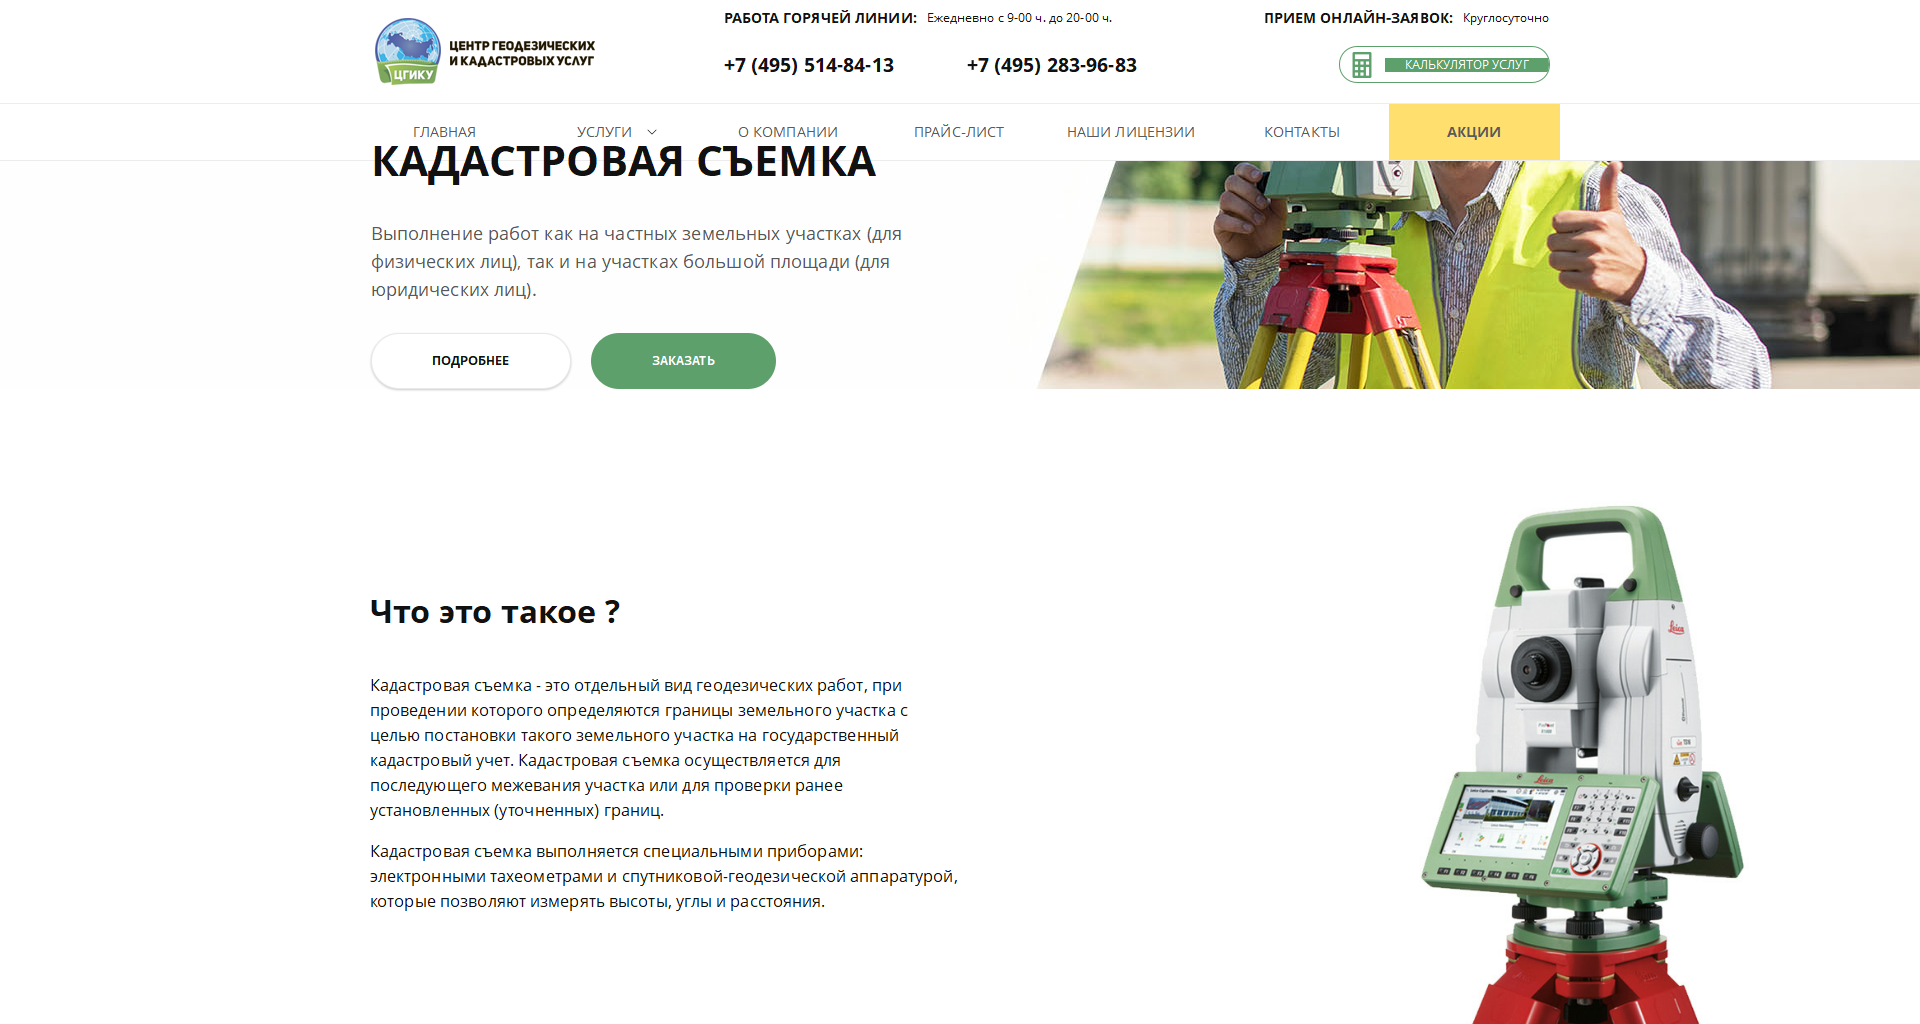 РАБОТА ГОРЯЧЕЙ ЛИНИИ: Ежедневно с 9-00 ч. до 20-00 ч.
ПРИЕМ ОНЛАЙН-ЗАЯВОК: Круглосуточно
ЦЕНТР ГЕОДЕЗИЧЕСКИХ
И КАДАСТРОВЫХ УСЛУГ
ЦГИКУ
+7 (495) 514-84-13
+7 (495) 283-96-83
КАЛЬКУЛЯТОР УСЛУГ
ГЛАВНАЯ
УСЛУГИ
О КОМПАНИИ
ПРАЙС-ЛИСТ
НАШИ ЛИЦЕНЗИИ
КОНТАКТЫ
АКЦИИ
КАДАСТРОВАЯ СЪЕМКА
Выполнение работ как на частных земельных участках (для
физических лиц), так и на участках большой площади (для
юридических лиц).
ПОДРОБНЕЕ
ЗАКАЗАТЬ
Что это такое ?
Кадастровая съемка - это отдельный вид геодезических работ, при
проведении которого определяются границы земельного участка с
целью постановки такого земельного участка на государственный
кадастровый учет. Кадастровая съемка осуществляется для
последующего межевания участка или для проверки ранее
установленных (уточненных) границ.
Кадастровая съемка выполняется специальными приборами:
электронными тахеометрами и спутниковой-геодезической аппаратурой,
которые позволяют измерять высоты, углы и расстояния.
Leica
Leica